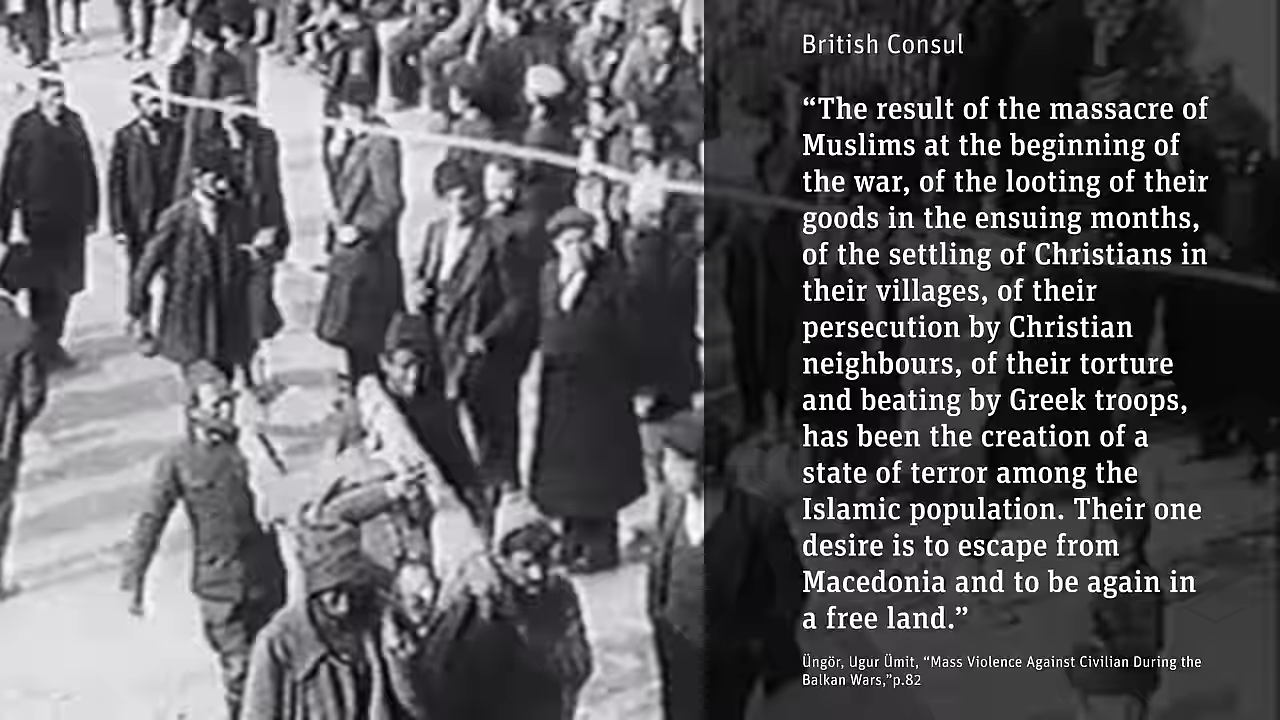 British Consul
“The result of the massacre of
Muslims at the beginning of
the war, of the looting of their
goods in the ensuing months,
of the settling of Christians in
their villages, of their
persecution by Christian
neighbours, of their torture
and beating by Greek troops,
has been the creation of a
state of terror among the
Islamic population. Their one
desire is to escape from
Macedonia and to be again in
a free land.”
Üngör, Ugur Ümit, “Mass Violence Against Civilian During the
Balkan Wars,”p.82